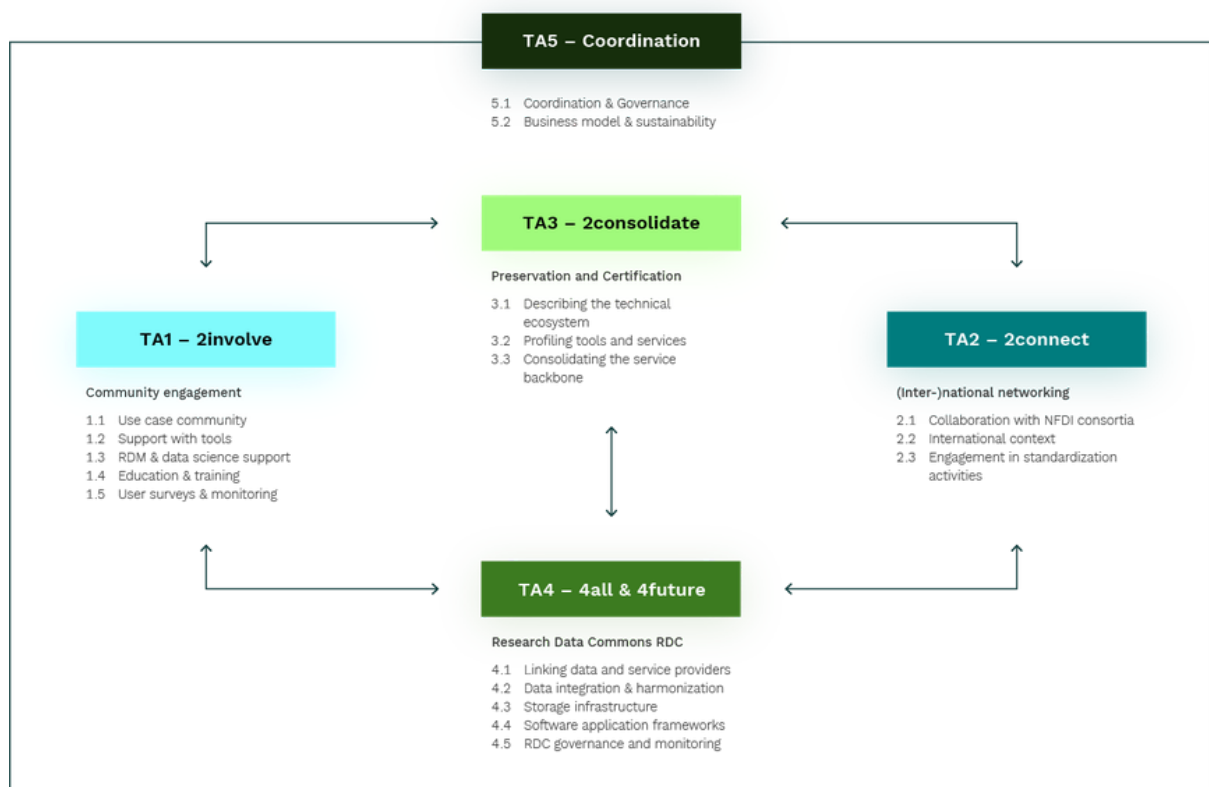 TA5 – Coordination
5.1 Coordination & Governance
5.2 Business model & sustainability
TA3 – 2consolidate
Preservation and Certification
3.1 Describing the technical
ecosystem
3.2 Profiling tools and services
3.3 Consolidating the service
backbone
TA1 – 2involve
Community engagement
1.1 Use case community
1.2 Support with tools
1.3 RDM & data science support
1.4 Education & training
1.5 User surveys & monitoring
TA2 – 2connect
(Inter-)national networking
2.1 Collaboration with NFDI consortia
2.2 International context
2.3 Engagement in standardization
activities
TA4 – 4all & 4future
Research Data Commons RDC
4.1 Linking data and service providers
4.2 Data integration & harmonization
4.3 Storage infrastructure
4.4 Software application frameworks
4.5 RDC governance and monitoring